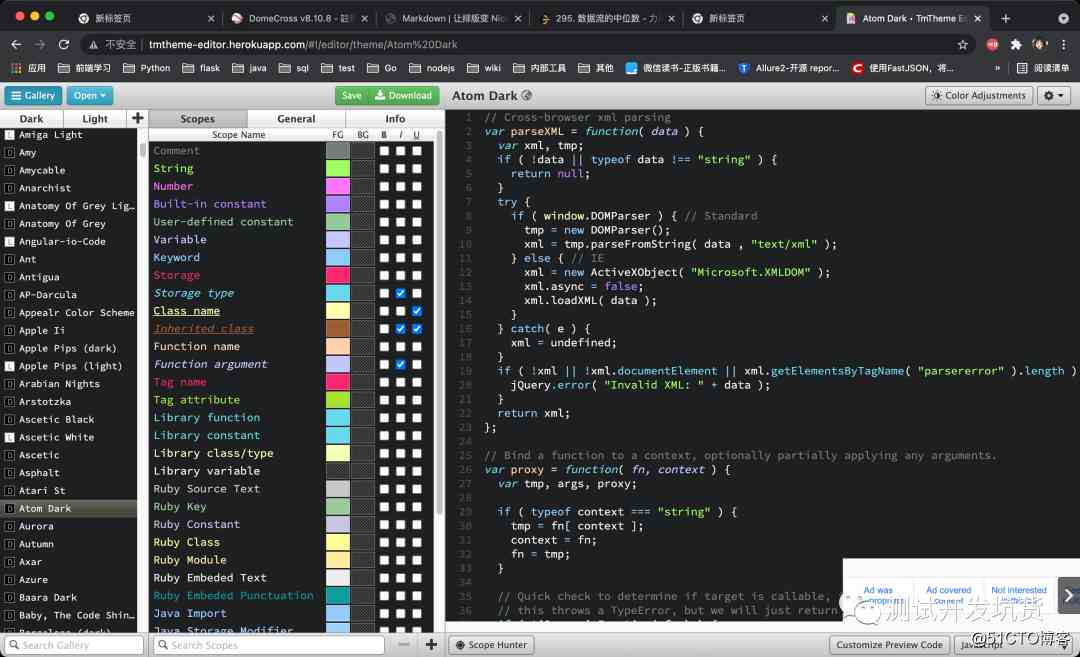 新标签页
DomeCross v8.10.8 - 註
Markdown | 让排版变 Nic
295. 数据流的中位数 - 力
新标签页
Atom Dark • TmTheme Ed
不安全 | tmtheme-editor.herokuapp.com/#!/editor/theme/Atom%20Dark
应用 前端学习 Python flask java sql test Go nodejs wiki 内部工具 其他 微信读书-正版书籍... Allure2-开源 repor... 使用FastJSON，将... » 阅读清单
Gallery Open Save Download Atom Dark Color Adjustments
Dark Light + Scopes General Info
Scope Name FG BG B I U
Amiga Light
Amy
Amycable
Anarchist
Anatomy Of Grey Lig…
Anatomy Of Grey
Angular-io-Code
Ant
Antigua
AP-Darcula
Appealr Color Scheme
Apple Ii
Apple Pips (dark)
Apple Pips (light)
Arabian Nights
Arstotzka
Ascetic Black
Ascetic White
Ascetic
Asphalt
Atari St
Atom Dark
Aurora
Autumn
Axar
Azure
Baara Dark
Baby, The Code Shin…
Barcelona (dark)
Search Gallery
Comment
String
Number
Built-in constant
User-defined constant
Variable
Keyword
Storage
Storage type
Class name
Inherited class
Function name
Function argument
Tag name
Tag attribute
Library function
Library constant
Library class/type
Library variable
Ruby Source Text
Ruby Key
Ruby Constant
Ruby Class
Ruby Module
Ruby Embeded Text
Ruby Embeded Punctuation
Java Import
Java Storage Modifier
Search Scopes
1 // Cross-browser xml parsing
2 var parseXML = function( data ) {
3 var xml, tmp;
4 if ( !data || typeof data !== "string" ) {
5 return null;
6 }
7 try {
8 if ( window.DOMParser ) { // Standard
9 tmp = new DOMParser();
10 xml = tmp.parseFromString( data , "text/xml" );
11 } else { // IE
12 xml = new ActiveXObject( "Microsoft.XMLDOM" );
13 xml.async = false;
14 xml.loadXML( data );
15 }
16 } catch( e ) {
17 xml = undefined;
18 }
19 if ( !xml || !xml.documentElement || xml.getElementsByTagName( "parsererror" ).length )
20 jQuery.error( "Invalid XML: " + data );
21 }
22 return xml;
23 };
24
25 // Bind a function to a context, optionally partially applying any arguments.
26 var proxy = function( fn, context ) {
27 var tmp, args, proxy;
28
29 if ( typeof context === "string" ) {
30 tmp = fn[ context ];
31 context = fn;
32 fn = tmp;
33 }
34
35 // Quick check to determine if target is callable,
36 // this throws a TypeError, but we will just return
Ad was
Ad covered
Not interested
测试开发坑货
@51CTO博客
Scope Hunter Customize Preview Code JavaScript